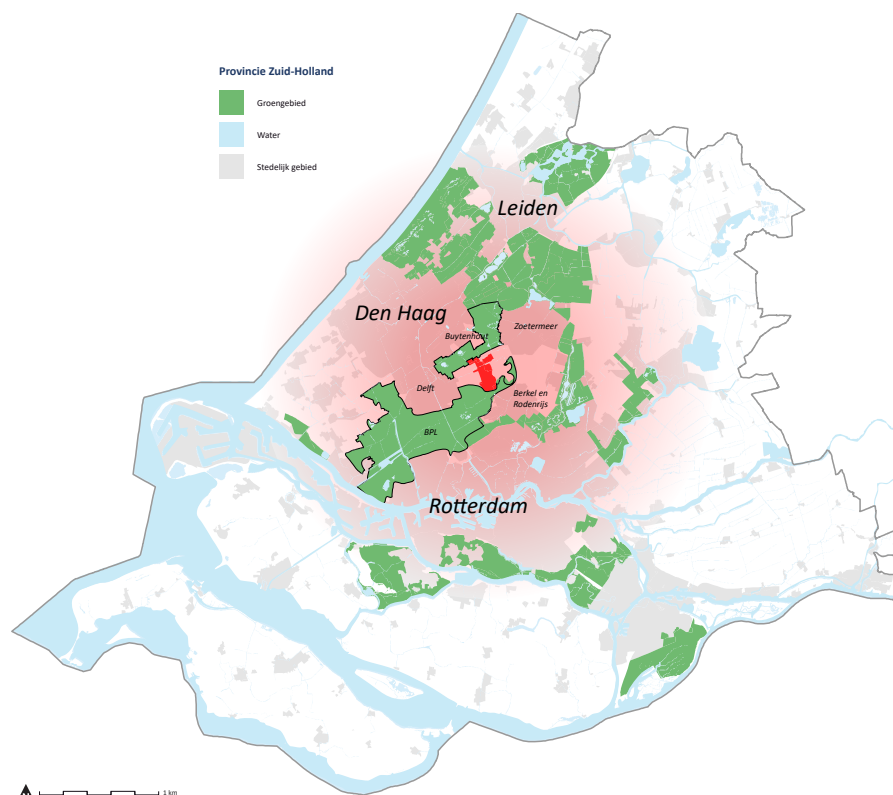 Provincie Zuid-Holland
Groengebied
Water
Stedelijk gebied
Leiden
Den Haag
Buytenhout
Zoetermeer
Delft
Berkel en
Rodenrijs
BPL
Rotterdam
1 km